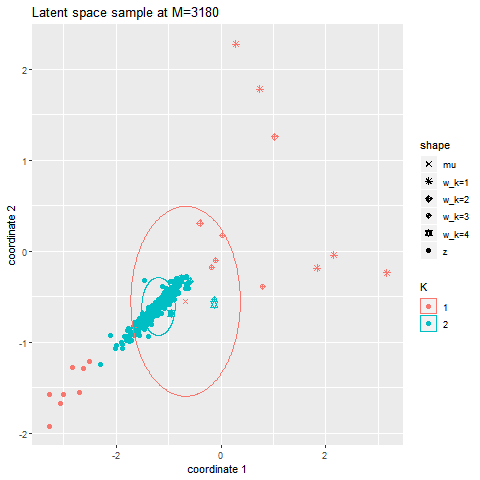 Latent space sample at M=3180
2
1
0
-1
-2
-2
0
2
coordinate 1
coordinate 2
shape
mu
w_k=1
w_k=2
w_k=3
w_k=4
z
K
1
2